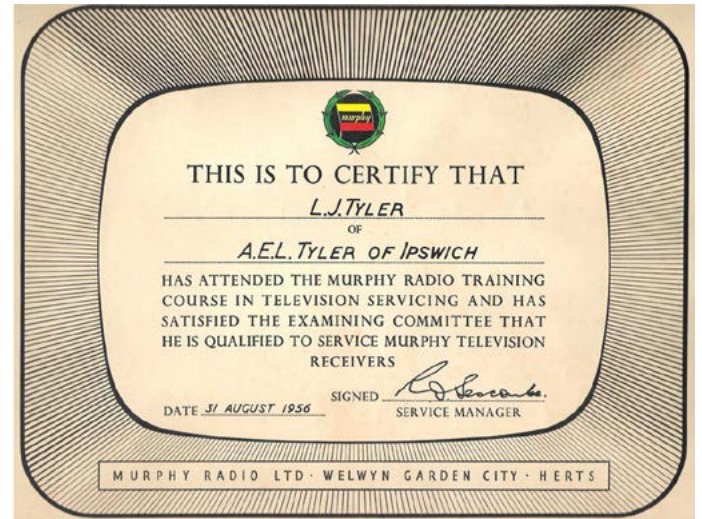 murphy
THIS IS TO CERTIFY THAT
L.J.TYLER
OF
A.E.L. TYLER OF IPSWICH
HAS ATTENDED THE MURPHY RADIO TRAINING
COURSE IN TELEVISION SERVICING AND HAS
SATISFIED THE EXAMINING COMMITTEE THAT
HE IS QUALIFIED TO SERVICE MURPHY TELEVISION
RECEIVERS
SIGNED
DATE 31 AUGUST 1956 SERVICE MANAGER
MURPHY RADIO LTD · WELWYN GARDEN CITY · HERTS